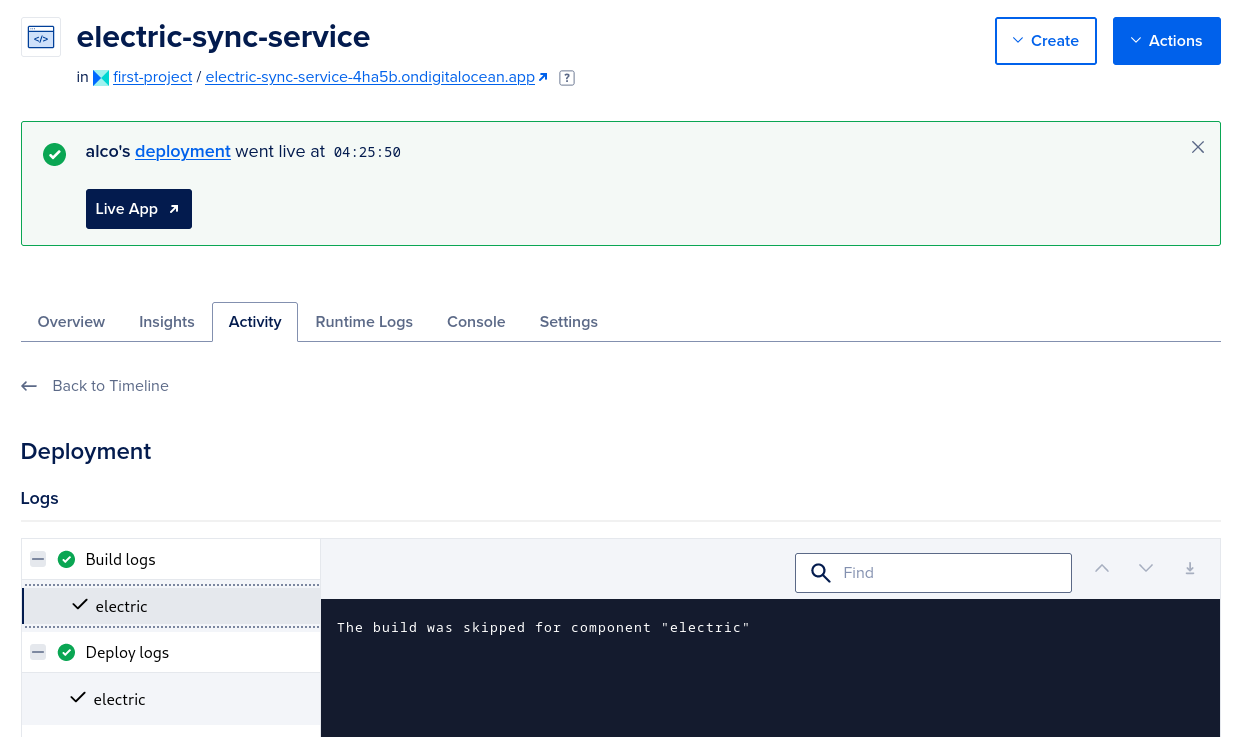 electric-sync-service
in first-project / electric-sync-service-4ha5b.ondigitalocean.app ?
Create
Actions
alco's deployment went live at 04:25:50
Live App
Overview Insights Activity Runtime Logs Console Settings
Back to Timeline
Deployment
Logs
Build logs
electric
Deploy logs
electric
Find
The build was skipped for component "electric"